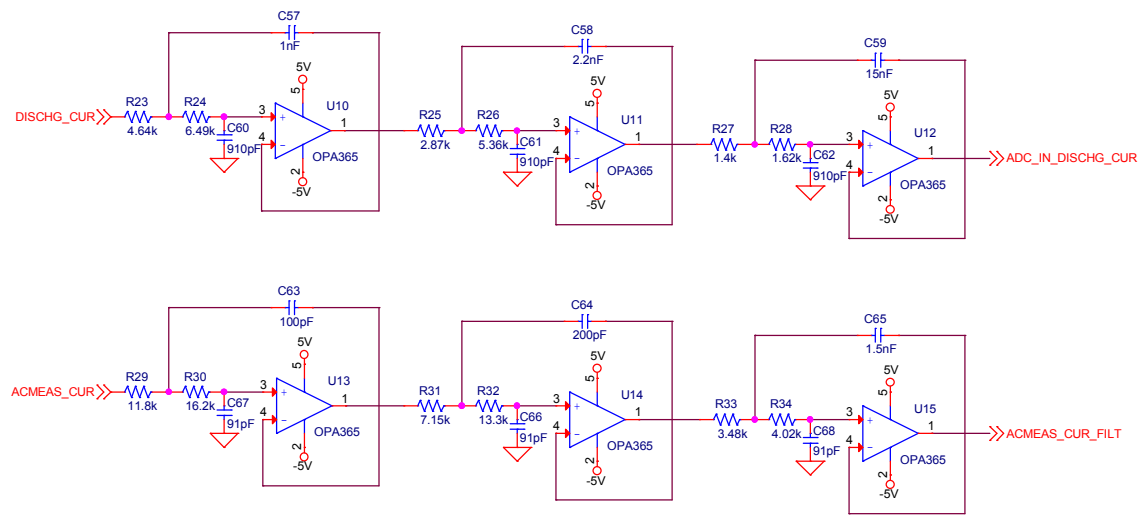 C57
1nF
5V
5
DISCHG_CUR
R23
4.64k
R24
6.49k
3
4
C60
910pF
+
−
U10
1
OPA365
2
-5V
C58
2.2nF
5V
5
R25
2.87k
R26
5.36k
3
4
C61
910pF
+
−
U11
1
OPA365
2
-5V
C59
15nF
5V
5
R27
1.4k
R28
1.62k
3
4
C62
910pF
+
−
U12
1
OPA365
2
-5V
ADC_IN_DISCHG_CUR
C63
100pF
5V
5
ACMEAS_CUR
R29
11.8k
R30
16.2k
3
4
C67
91pF
+
−
U13
1
OPA365
2
-5V
C64
200pF
5V
5
R31
7.15k
R32
13.3k
3
4
C66
91pF
+
−
U14
1
OPA365
2
-5V
C65
1.5nF
5V
5
R33
3.48k
R34
4.02k
3
4
C68
91pF
+
−
U15
1
OPA365
2
-5V
ACMEAS_CUR_FILT